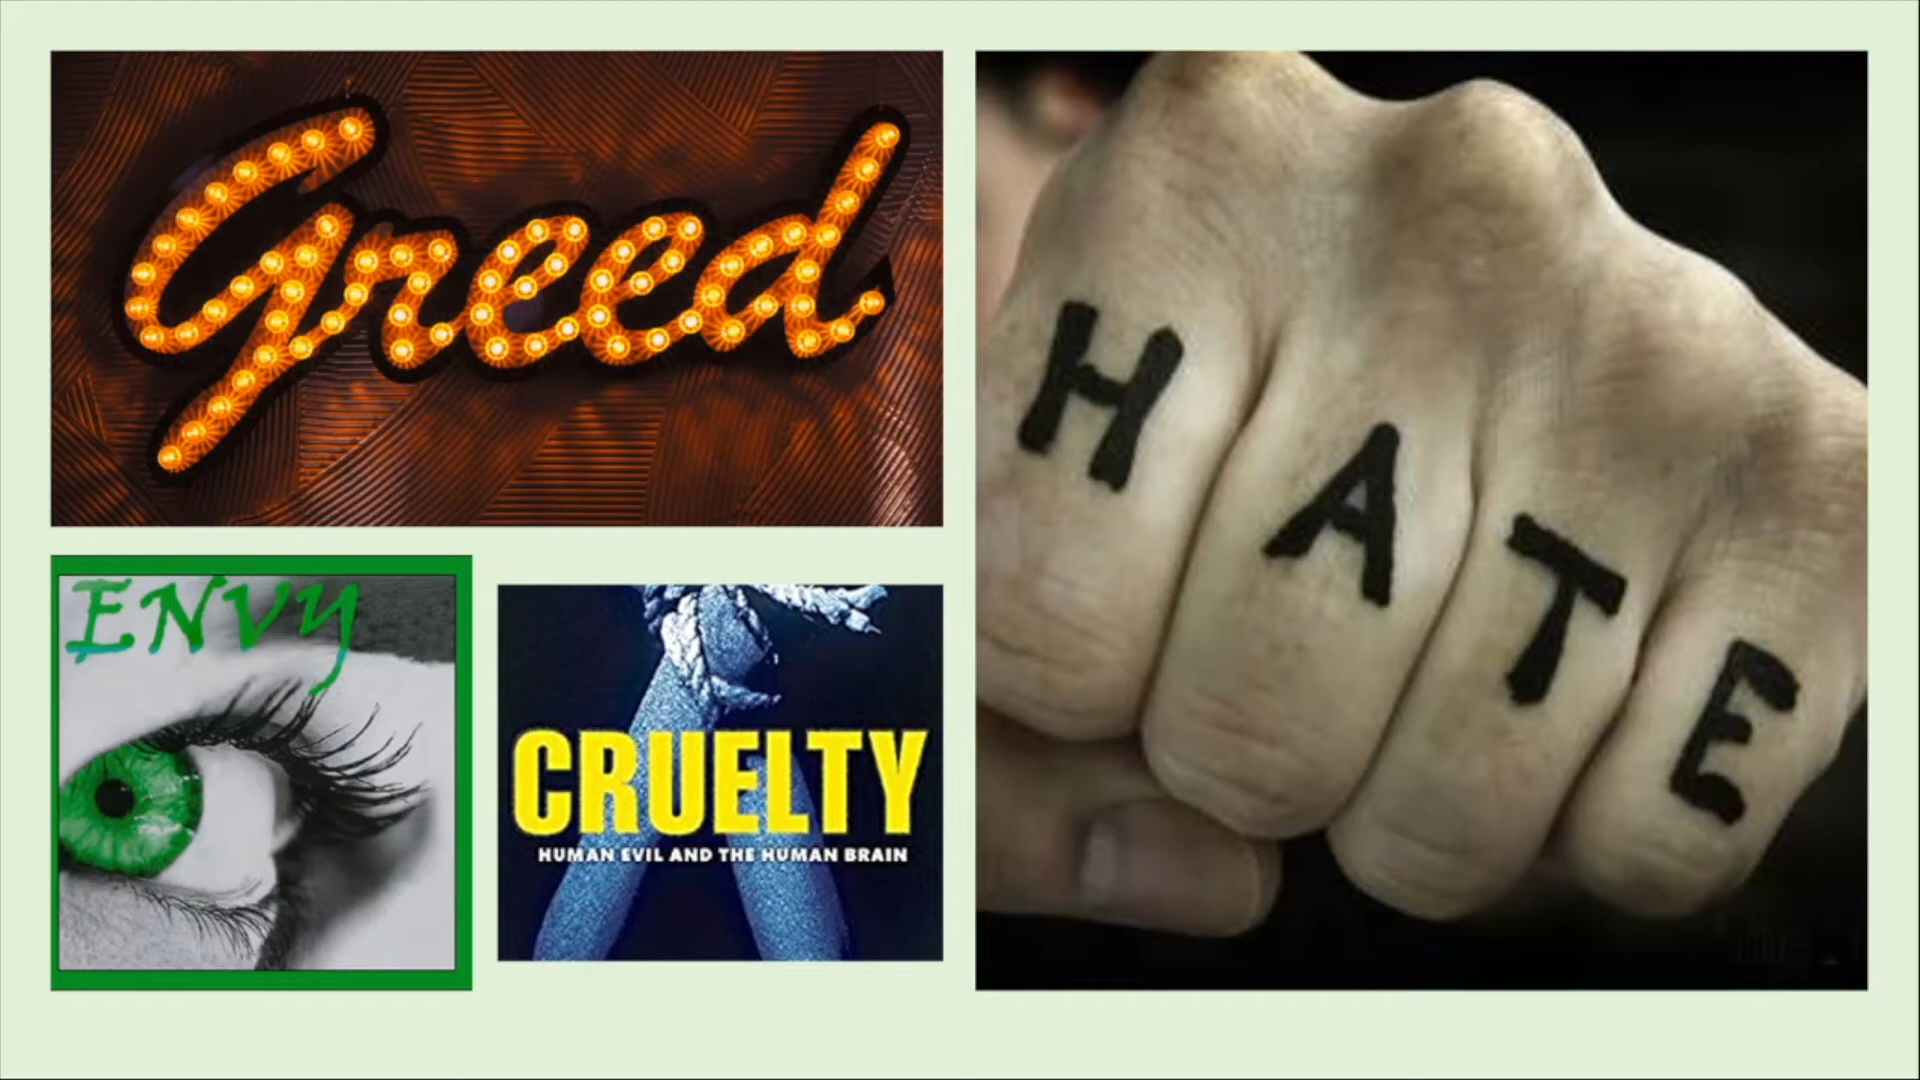 Greed
HATE
ENVY
CRUELTY
HUMAN EVIL AND THE HUMAN BRAIN